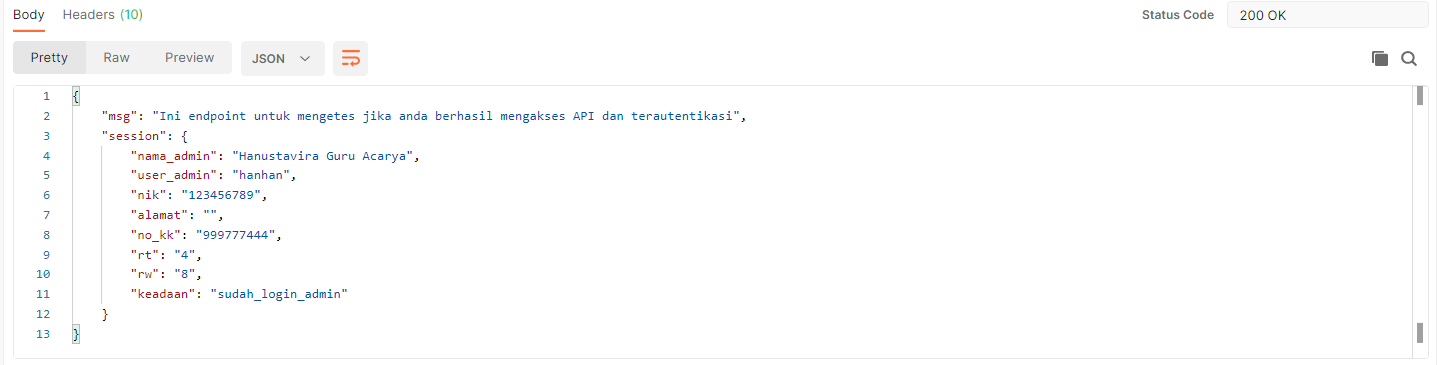 Body Headers (10) Status Code 200 OK
Pretty Raw Preview JSON
1 {
2 "msg": "Ini endpoint untuk mengetes jika anda berhasil mengakses API dan terautentikasi",
3 "session": {
4 "nama_admin": "Hanustavira Guru Acarya",
5 "user_admin": "hanhan",
6 "nik": "123456789",
7 "alamat": "",
8 "no_kk": "999777444",
9 "rt": "4",
10 "rw": "8",
11 "keadaan": "sudah_login_admin"
12 }
13 }